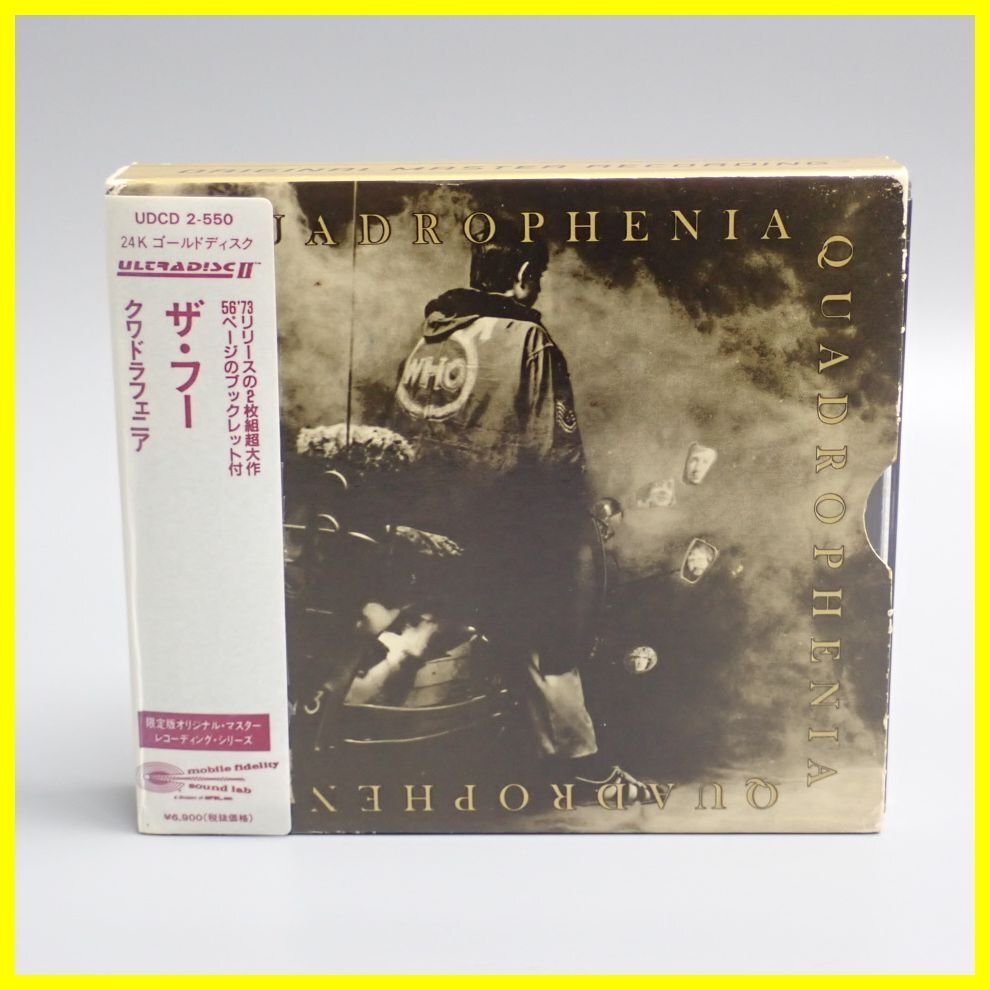 ORIGINAL MASTER RECORDING
UDCD 2-550
24K ゴールドディスク
ULTRADISC II™
'73リリースの2枚組超大作
56ページのブックレット付
ザ・フー
クワドラフェニア
限定版オリジナル・マスター
レコーディング・シリーズ
mobile fidelity
sound lab
¥6,900(税抜価格)
UADROPHENIA
QUADROPHENIA
QUADROPHEN
WHO